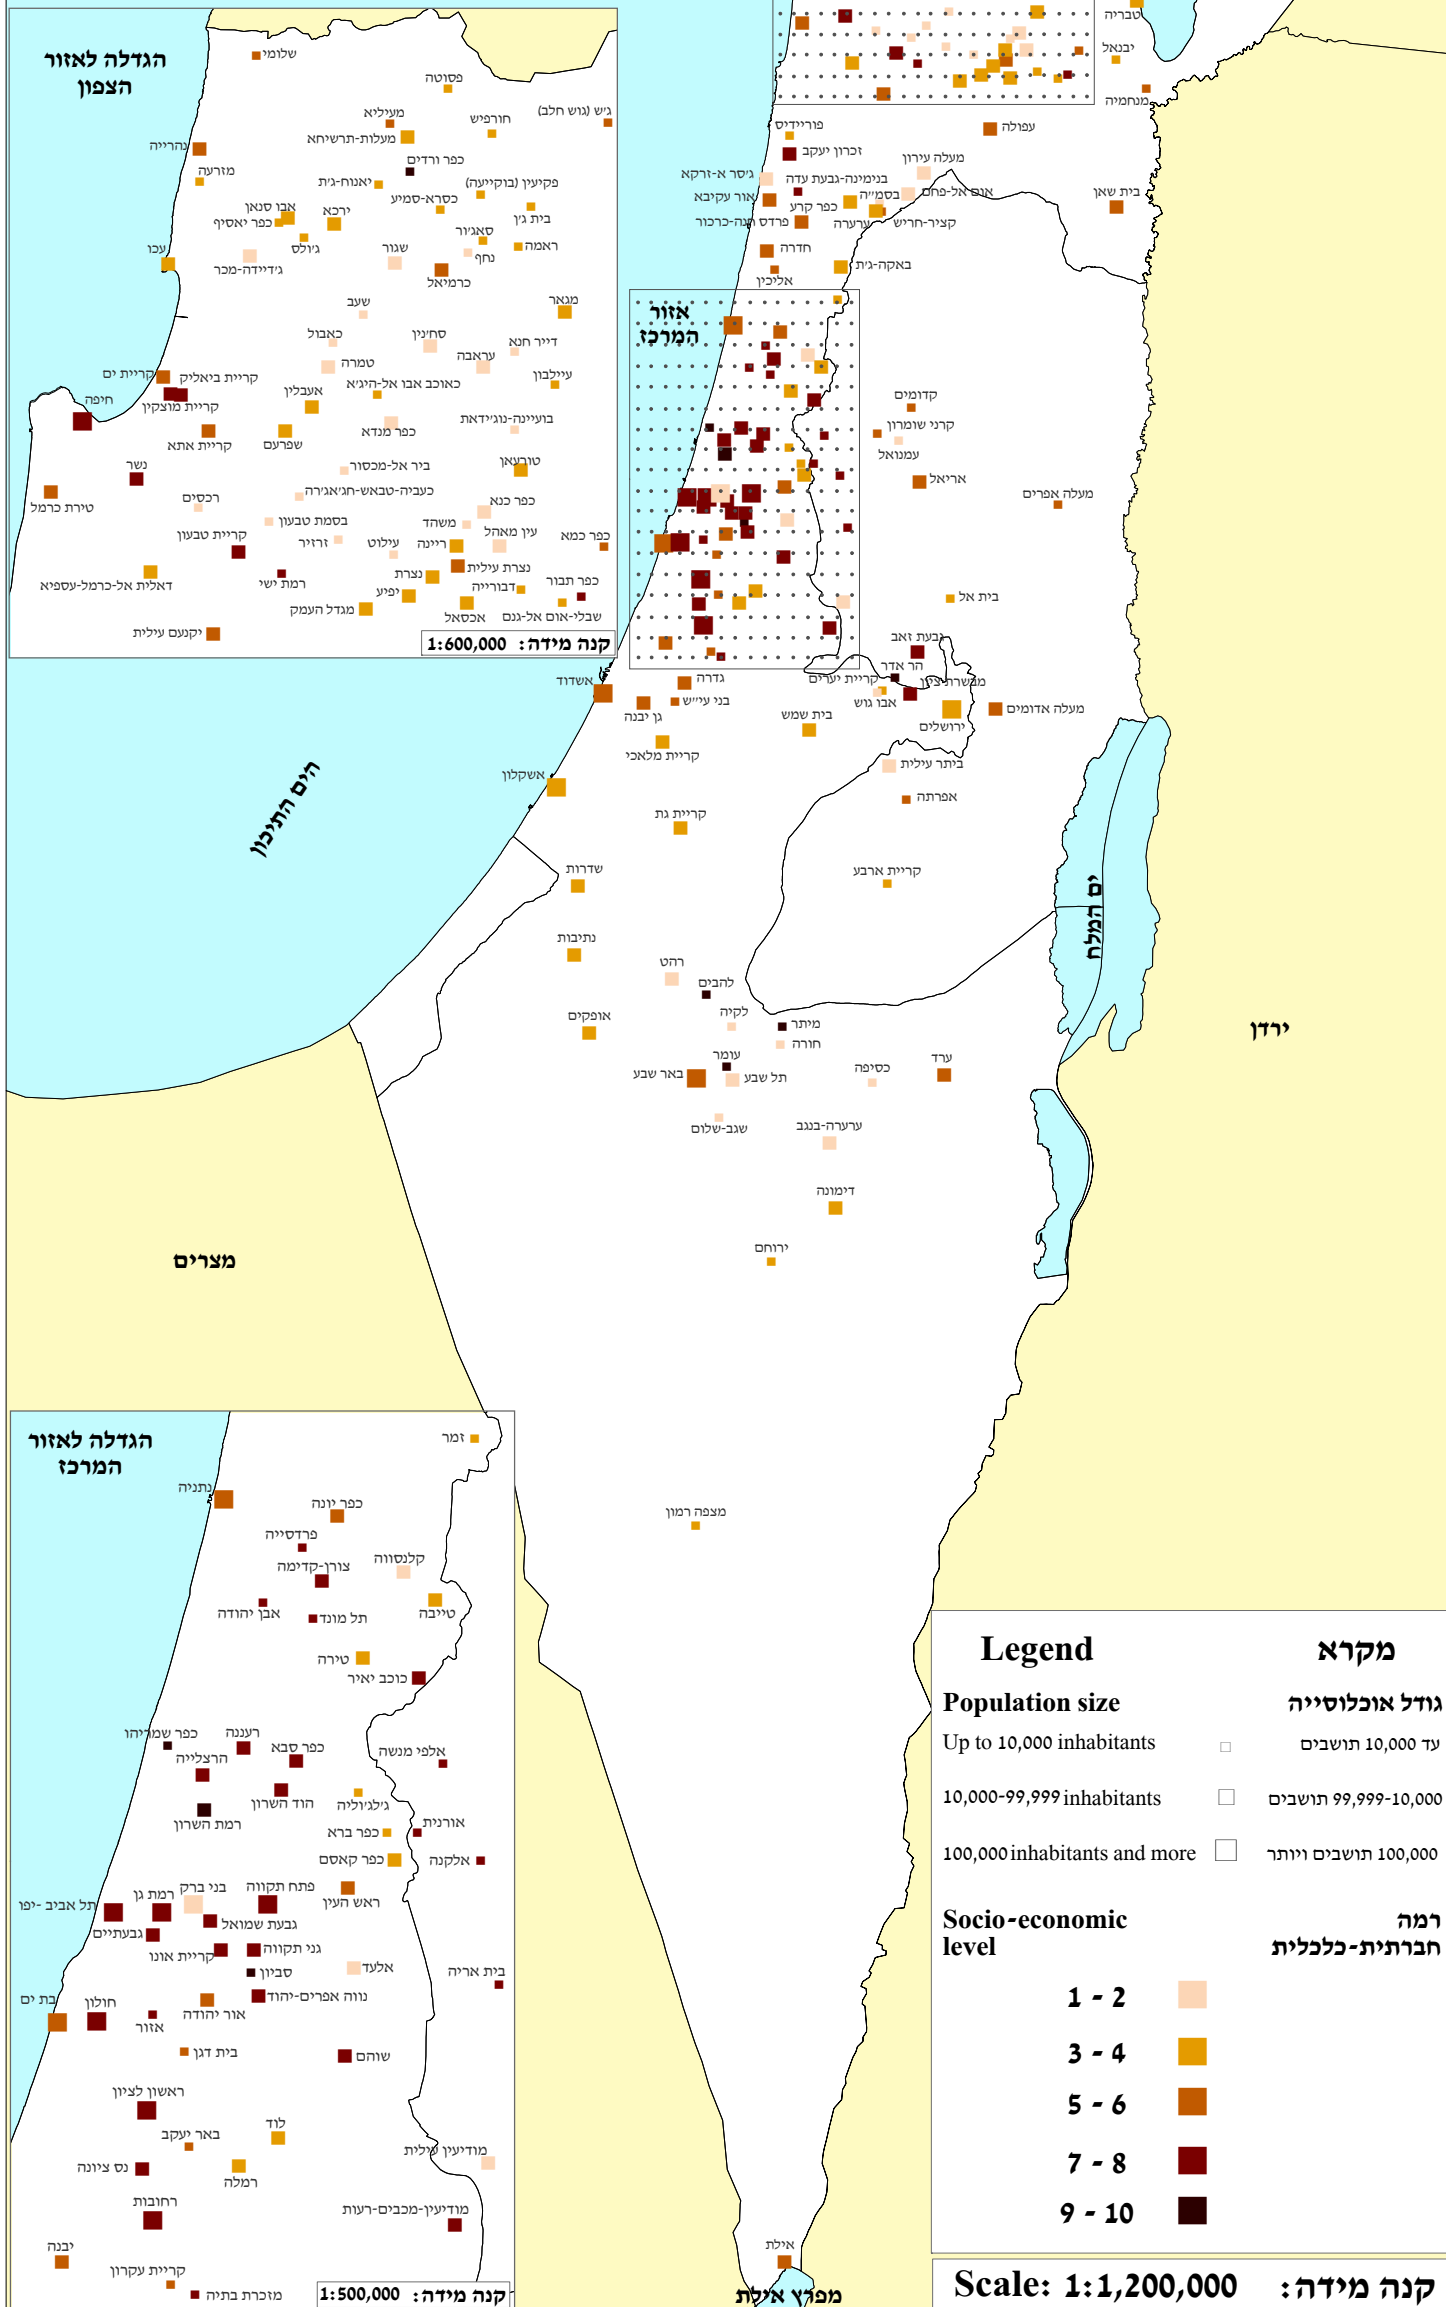 הגדלה לאזור
הצפון
שלומי
פסוטה
ג׳ש (גוש חלב)
מעיליא
חורפיש
מעלות-תרשיחא
נהרייה
כפר ורדים
מזרעה
יאנוח-ג׳ת
פקיעין (בוקייעה)
כסרא-סמיע
בית ג׳ן
אבו סנאן
כפר יאסיף
ירכא
ג׳ולס
סאג׳ור
ראמה
עכו
ג׳דיידה-מכר
שגור
נחף
כרמיאל
שעב
מגאר
כאבול
סח׳נין
דייר חנא
טמרה
עראבה
קריית ים
קריית ביאליק
קריית מוצקין
אעבלין
כאוכב אבו אל-היג׳א
עיילבון
חיפה
קריית אתא
שפרעם
כפר מנדא
בועיינה-נוג׳ידאת
נשר
ביר אל-מכסור
טורעאן
טירת כרמל
רכסים
כעביה-טבאש-חג׳אג׳רה
כפר כנא
בסמת טבעון
משהד
קריית טבעון
זרזיר
עילוט
ריינה
עין מאהל
כפר כמא
דאלית אל-כרמל-עספיא
רמת ישי
נצרת
נצרת עילית
דבורייה
כפר תבור
יפיע
מגדל העמק
אכסאל
שבלי-אום אל-גנם
יקנעם עילית
קנה מידה: 1:600,000
טבריה
יבנאל
מנחמיה
עפולה
פוריידיס
זכרון יעקב
מעלה עירון
ג׳סר א-זרקא
בנימינה-גבעת עדה
אום אל-פחם
בית שאן
אור עקיבא
בסמ״ה
כפר קרע
פרדס חנה-כרכור
ערערה
קציר-חריש
חדרה
באקה-ג׳ת
אליכין
אזור
המרכז
קדומים
קרני שומרון
עמנואל
אריאל
מעלה אפרים
בית אל
גבעת זאב
הר אדר
קריית יערים
מבשרת ציון
אבו גוש
ירושלים
מעלה אדומים
אשדוד
גדרה
בני עי״ש
גן יבנה
בית שמש
קריית מלאכי
ביתר עילית
אפרתה
אשקלון
קריית גת
קריית ארבע
הים התיכון
ים המלח
שדרות
נתיבות
רהט
להבים
אופקים
לקיה
מיתר
חורה
עומר
באר שבע
תל שבע
כסיפה
ערד
שגב-שלום
ערערה-בנגב
דימונה
ירוחם
ירדן
מצרים
מצפה רמון
אילת
מפרץ אילת
הגדלה לאזור
המרכז
זמר
נתניה
כפר יונה
פרדסייה
צורן-קדימה
קלנסווה
אבן יהודה
תל מונד
טייבה
טירה
כוכב יאיר
כפר שמריהו
רעננה
הרצלייה
כפר סבא
אלפי מנשה
רמת השרון
הוד השרון
ג׳לג׳וליה
כפר ברא
אורנית
כפר קאסם
אלקנה
תל אביב -יפו
רמת גן
בני ברק
פתח תקווה
ראש העין
גבעתיים
גבעת שמואל
קריית אונו
גני תקווה
סביון
אלעד
בית אריה
בת ים
חולון
אזור
אור יהודה
נווה אפרים-יהוד
בית דגן
שוהם
ראשון לציון
באר יעקב
לוד
נס ציונה
רמלה
מודיעין עילית
רחובות
מודיעין-מכבים-רעות
יבנה
קריית עקרון
מזכרת בתיה
קנה מידה: 1:500,000
Legend מקרא
Population size גודל אוכלוסייה
Up to 10,000 inhabitants עד 10,000 תושבים
10,000-99,999 inhabitants 99,999-10,000 תושבים
100,000 inhabitants and more 100,000 תושבים ויותר
Socio-economic רמה
level חברתית-כלכלית
1 - 2
3 - 4
5 - 6
7 - 8
9 - 10
Scale: 1:1,200,000 קנה מידה: